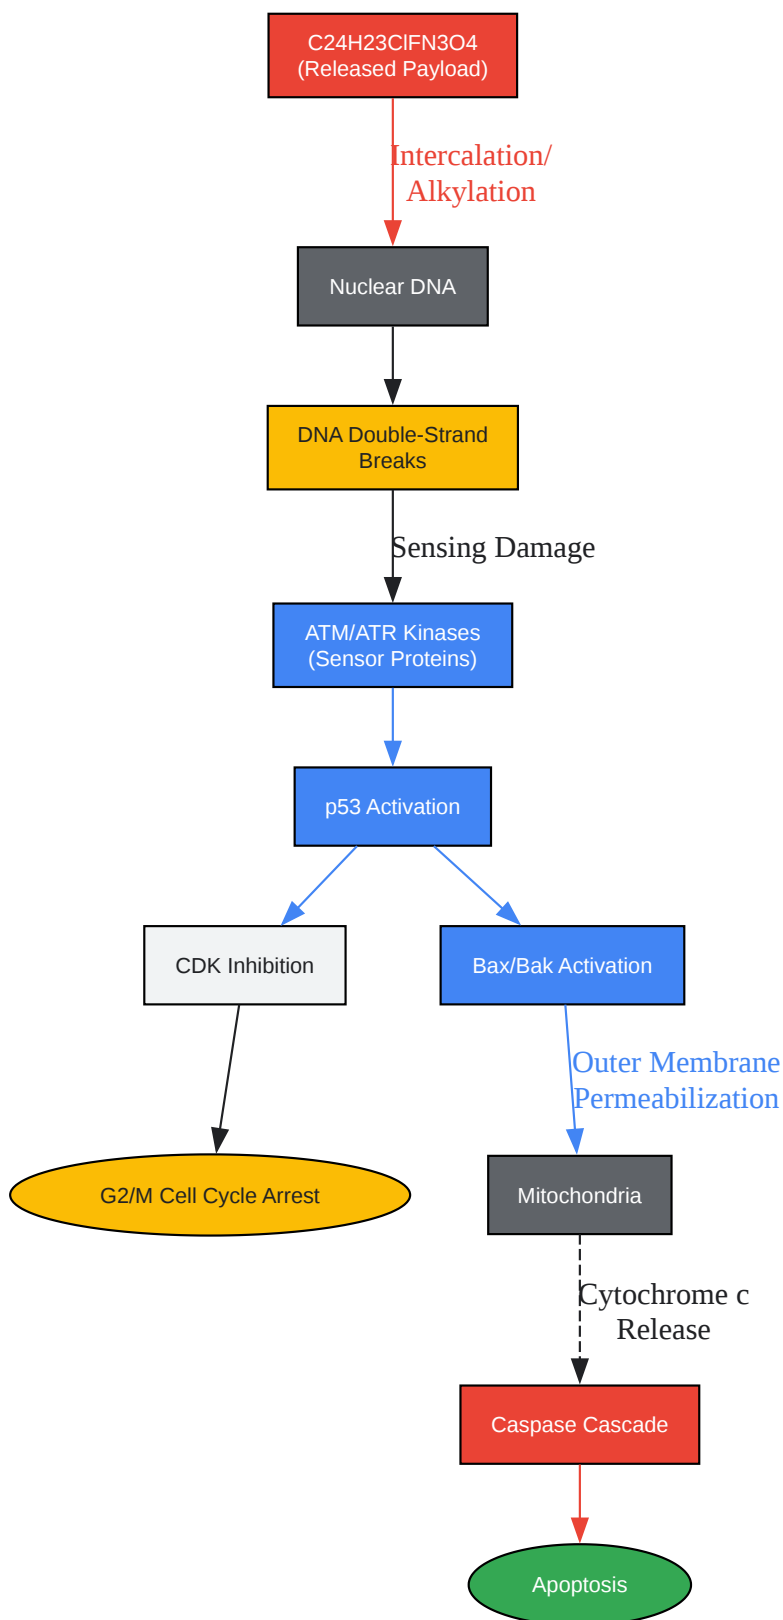 C24H23ClFN3O4
(Released Payload)
Intercalation/
Alkylation
Nuclear DNA
DNA Double-Strand
Breaks
Sensing Damage
ATM/ATR Kinases
(Sensor Proteins)
p53 Activation
CDK Inhibition
Bax/Bak Activation
Outer Membrane
Permeabilization
G2/M Cell Cycle Arrest
Mitochondria
Cytochrome c
Release
Caspase Cascade
Apoptosis